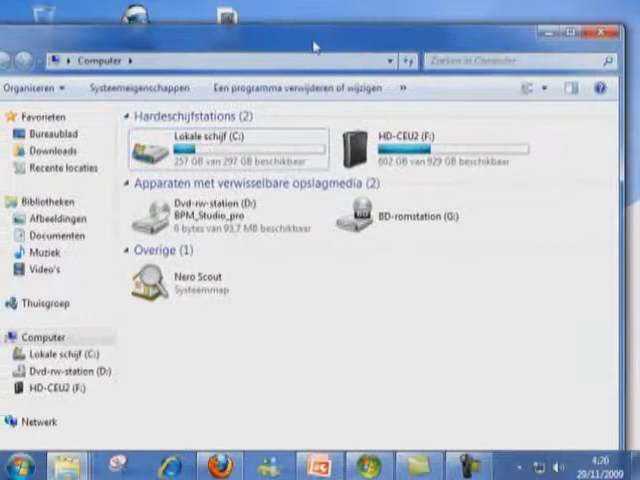 Computer
Zoeken in Computer
Organiseren
Systeemeigenschappen
Een programma verwijderen of wijzigen
»
Favorieten
Bureaublad
Downloads
Recente locaties
Bibliotheken
Afbeeldingen
Documenten
Muziek
Video's
Thuisgroep
Computer
Lokale schijf (C:)
Dvd-rw-station (D:)
HD-CEU2 (F:)
Netwerk
Hardeschijfstations (2)
Lokale schijf (C:)
257 GB van 297 GB beschikbaar
HD-CEU2 (F:)
602 GB van 929 GB beschikbaar
Apparaten met verwisselbare opslagmedia (2)
Dvd-rw-station (D:)
BPM_Studio_pro
0 bytes van 93,7 MB beschikbaar
BD
BD-romstation (G:)
Overige (1)
Nero Scout
Systeemmap
4:20
29/11/2009